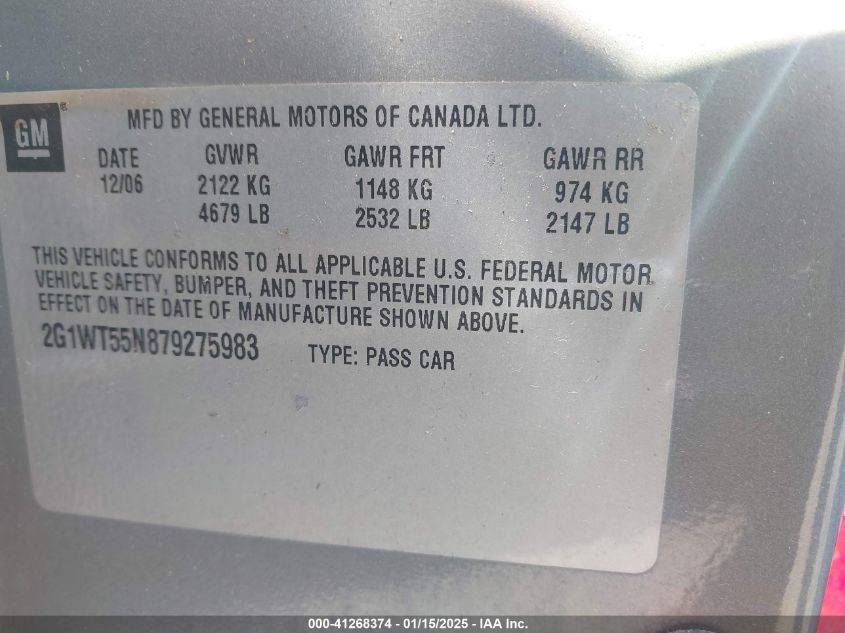 GM
MFD BY GENERAL MOTORS OF CANADA LTD.
DATE GVWR GAWR FRT GAWR RR
12/06 2122 KG 1148 KG 974 KG
4679 LB 2532 LB 2147 LB
THIS VEHICLE CONFORMS TO ALL APPLICABLE U.S. FEDERAL MOTOR
VEHICLE SAFETY, BUMPER, AND THEFT PREVENTION STANDARDS IN
EFFECT ON THE DATE OF MANUFACTURE SHOWN ABOVE.
2G1WT55N879275983 TYPE: PASS CAR
000-41268374 - 01/15/2025 - IAA Inc.